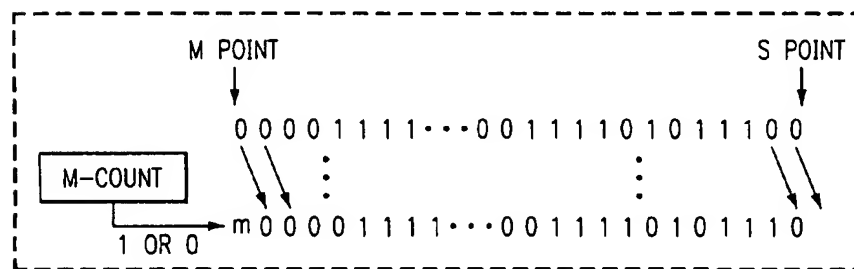 M POINT S POINT
0 0 0 0 1 1 1 1 ··· 0 0 1 1 1 1 0 1 0 1 1 1 0 0
M-COUNT
m 0 0 0 0 1 1 1 1 ··· 0 0 1 1 1 1 0 1 0 1 1 1 0
1 OR 0